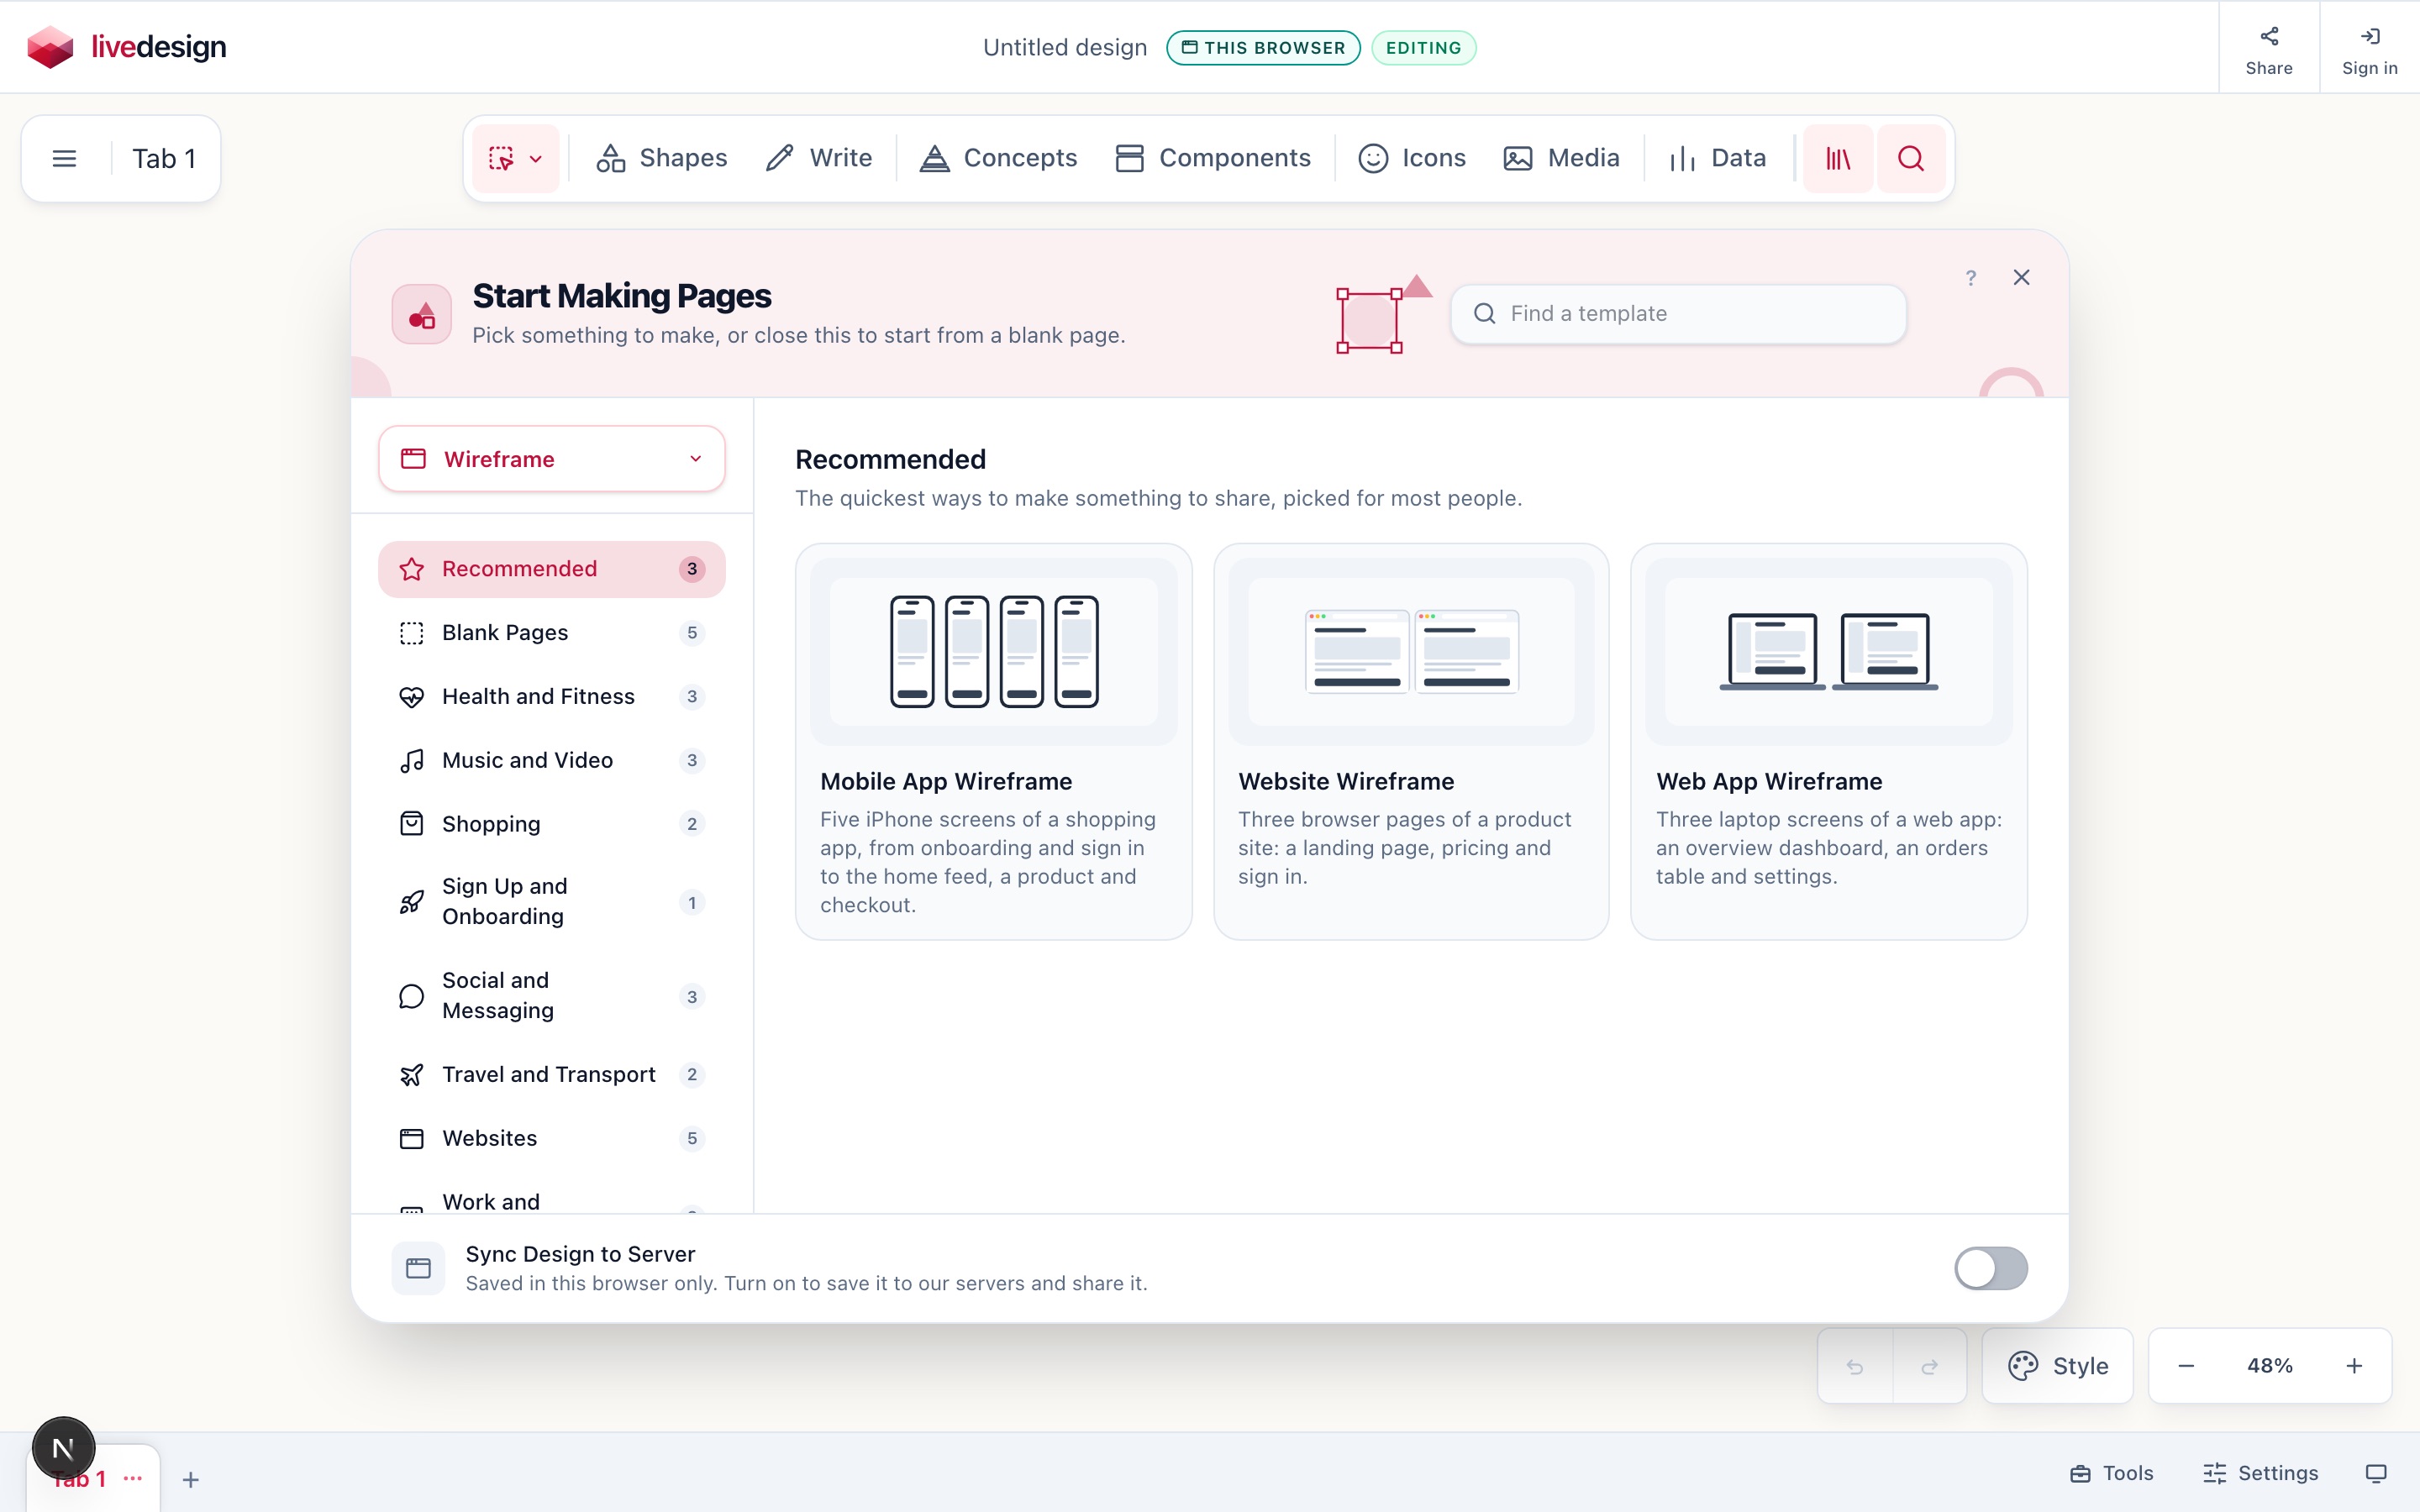 livedesign
Untitled design
THIS BROWSER
EDITING
Share
Sign in
Tab 1
Shapes
Write
Concepts
Components
Icons
Media
Data
Start Making Pages
Pick something to make, or close this to start from a blank page.
Find a template
?
Wireframe
Recommended 3
Blank Pages 5
Health and Fitness 3
Music and Video 3
Shopping 2
Sign Up and
Onboarding 1
Social and
Messaging 3
Travel and Transport 2
Websites 5
Work and
Recommended
The quickest ways to make something to share, picked for most people.
Mobile App Wireframe
Five iPhone screens of a shopping
app, from onboarding and sign in
to the home feed, a product and
checkout.
Website Wireframe
Three browser pages of a product
site: a landing page, pricing and
sign in.
Web App Wireframe
Three laptop screens of a web app:
an overview dashboard, an orders
table and settings.
Sync Design to Server
Saved in this browser only. Turn on to save it to our servers and share it.
Style
48%
N
Tab 1
Tools
Settings